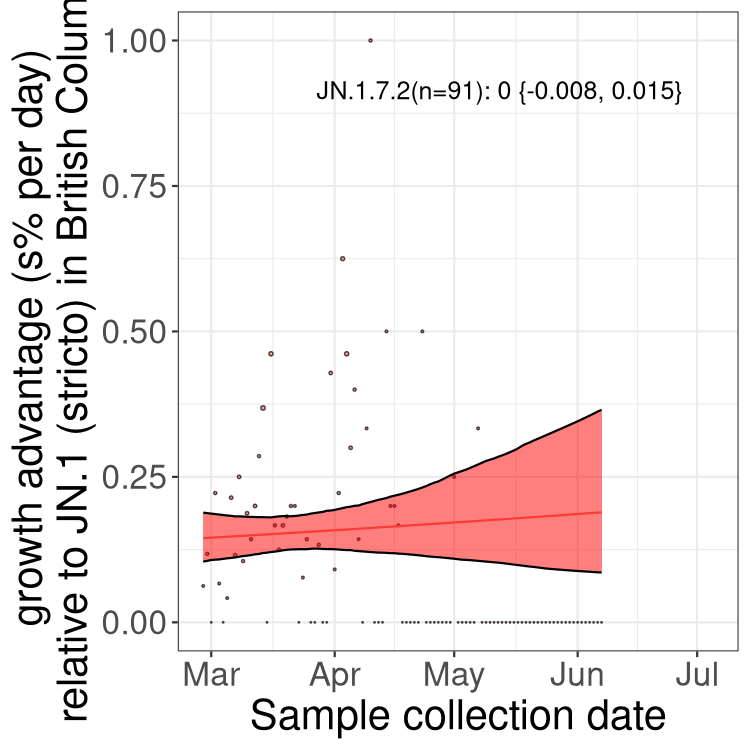 growth advantage (s% per day)
relative to JN.1 (stricto) in British Colum
1.00
0.75
0.50
0.25
0.00
JN.1.7.2(n=91): 0 {-0.008, 0.015}
Mar Apr May Jun Jul
Sample collection date